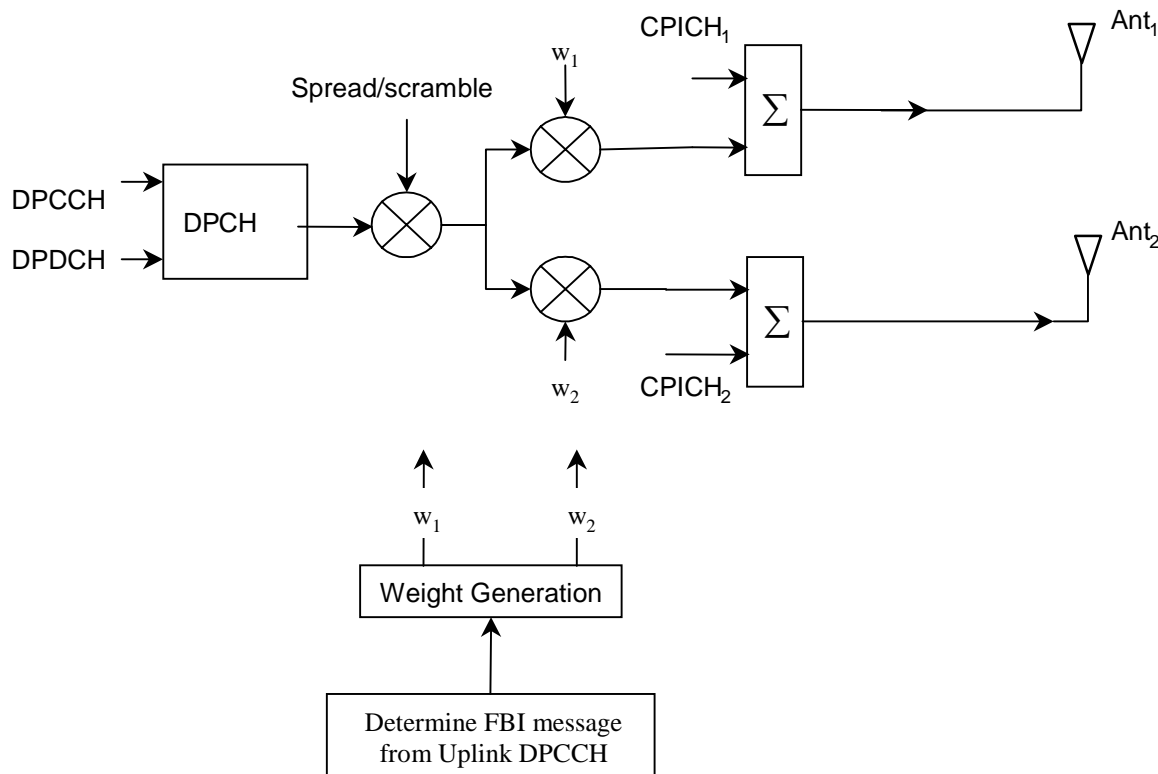 Ant₁
CPICH₁
w₁
Spread/scramble
Σ
DPCCH
DPCH
DPDCH
Ant₂
Σ
w₂
CPICH₂
w₁
w₂
Weight Generation
Determine FBI message
from Uplink DPCCH